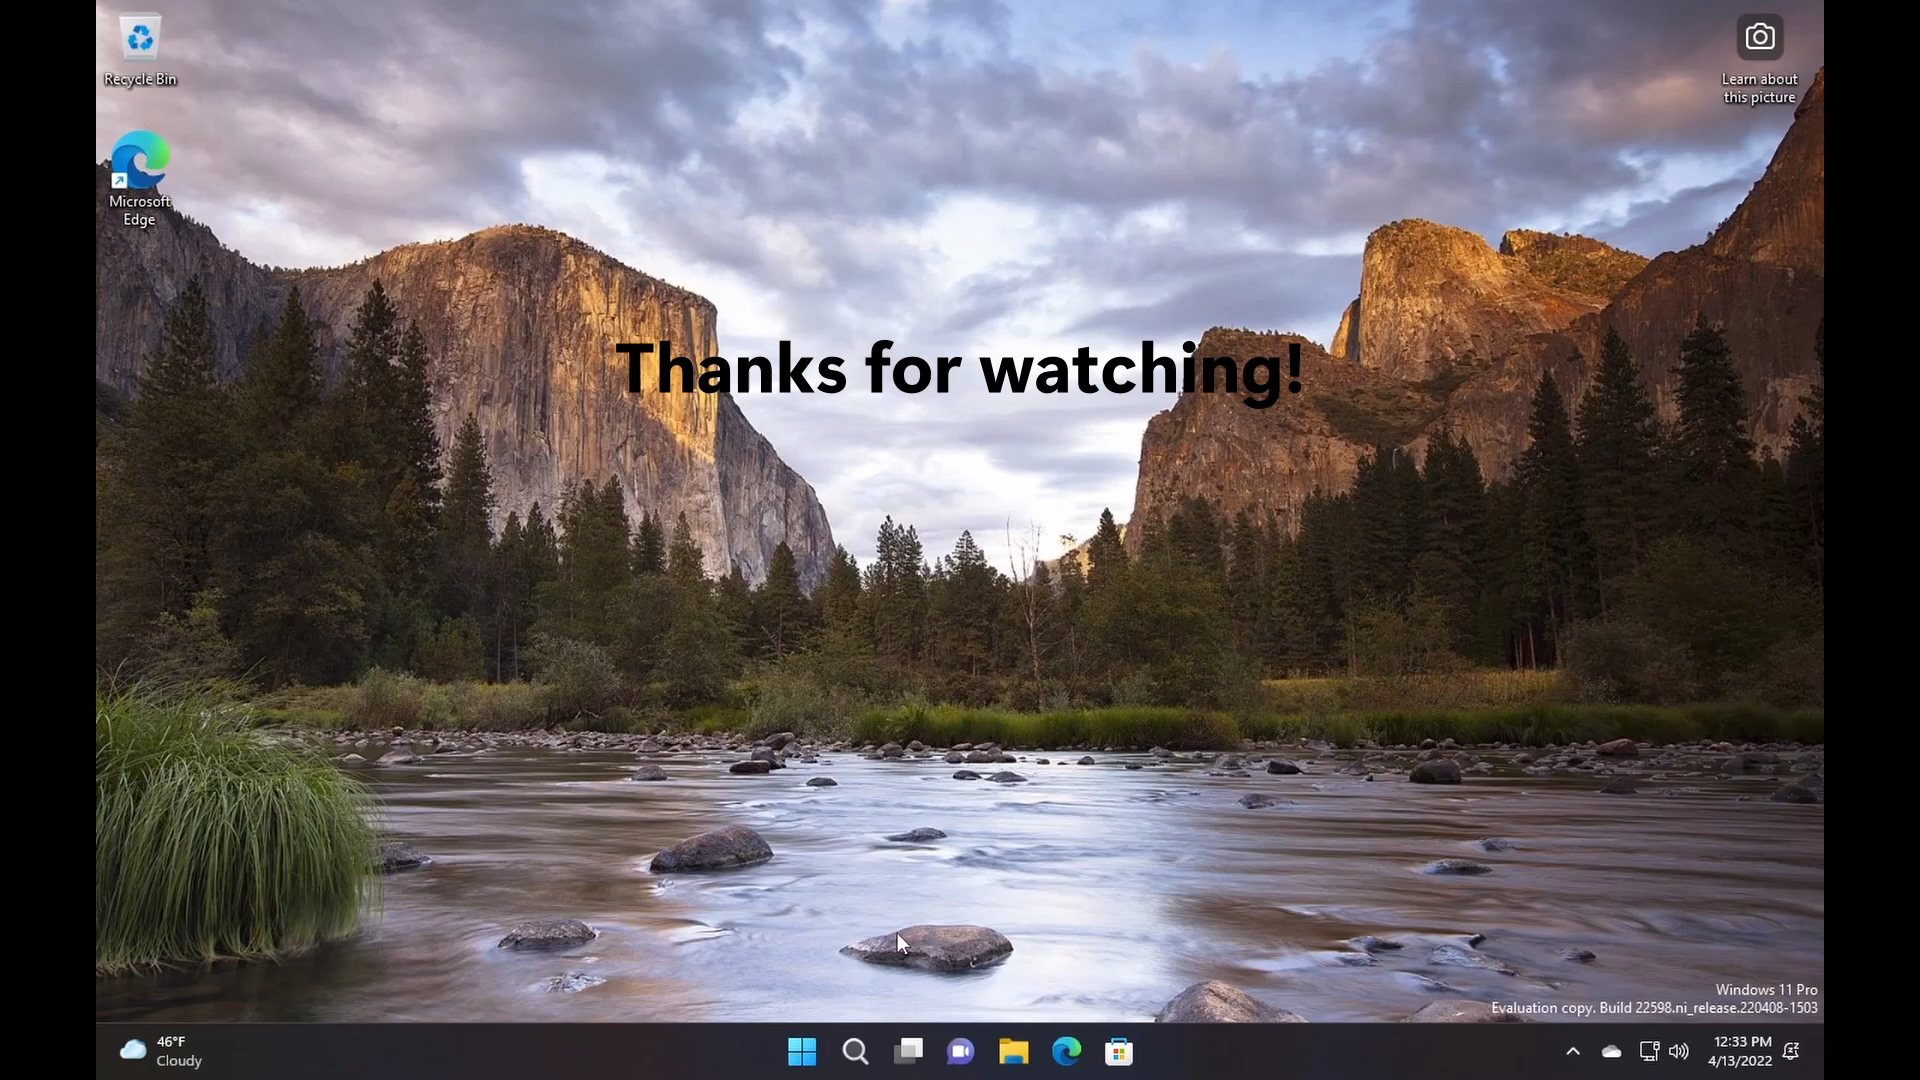 Recycle Bin
Learn about
this picture
Microsoft
Edge
Thanks for watching!
Windows 11 Pro
Evaluation copy. Build 22598.ni_release.220408-1503
46°F
Cloudy
12:33 PM
4/13/2022